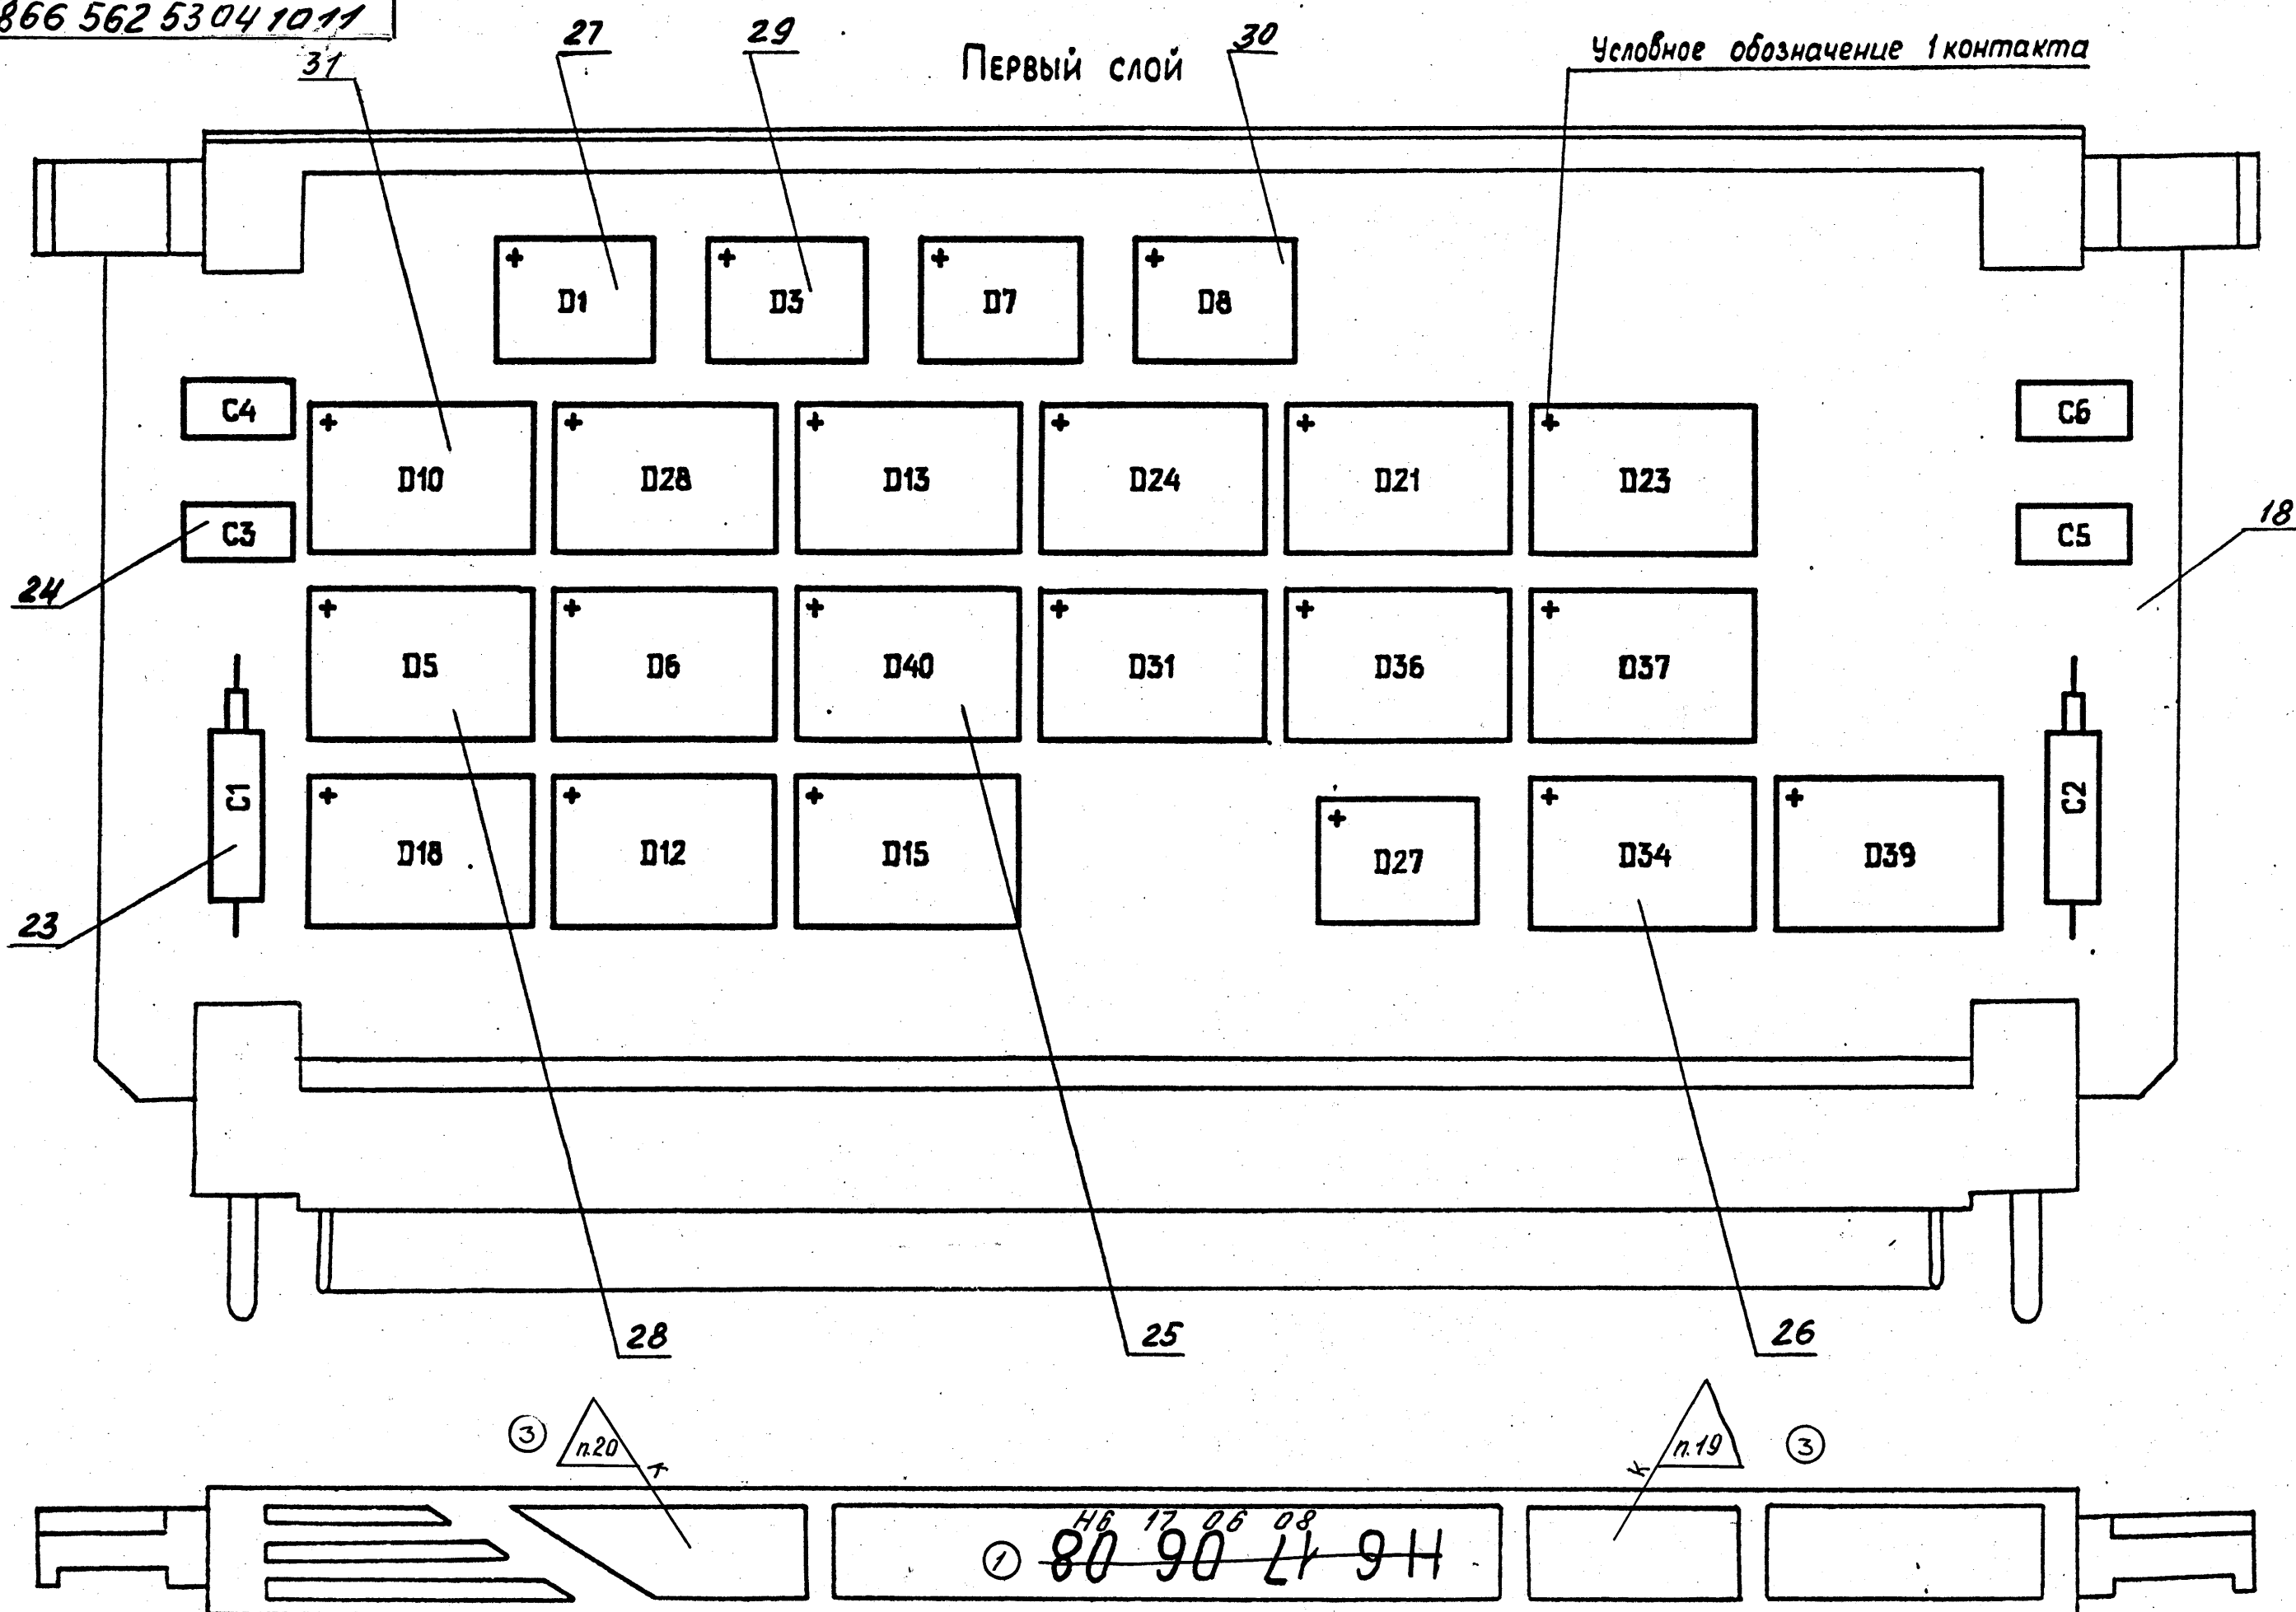 866 562 53 04 10 11
27
29
30
31
Первый слой
Условное обозначение 1 контакта
D1
D3
D7
D8
C4
C6
D10
D28
D13
D24
D21
D23
C3
C5
18
24
D5
D6
D40
D31
D36
D37
C1
C2
D18
D12
D15
D27
D34
D39
23
28
25
26
3
п.20
п.19
3
К
Н6 17 06 08
1
Н6 17 06 08